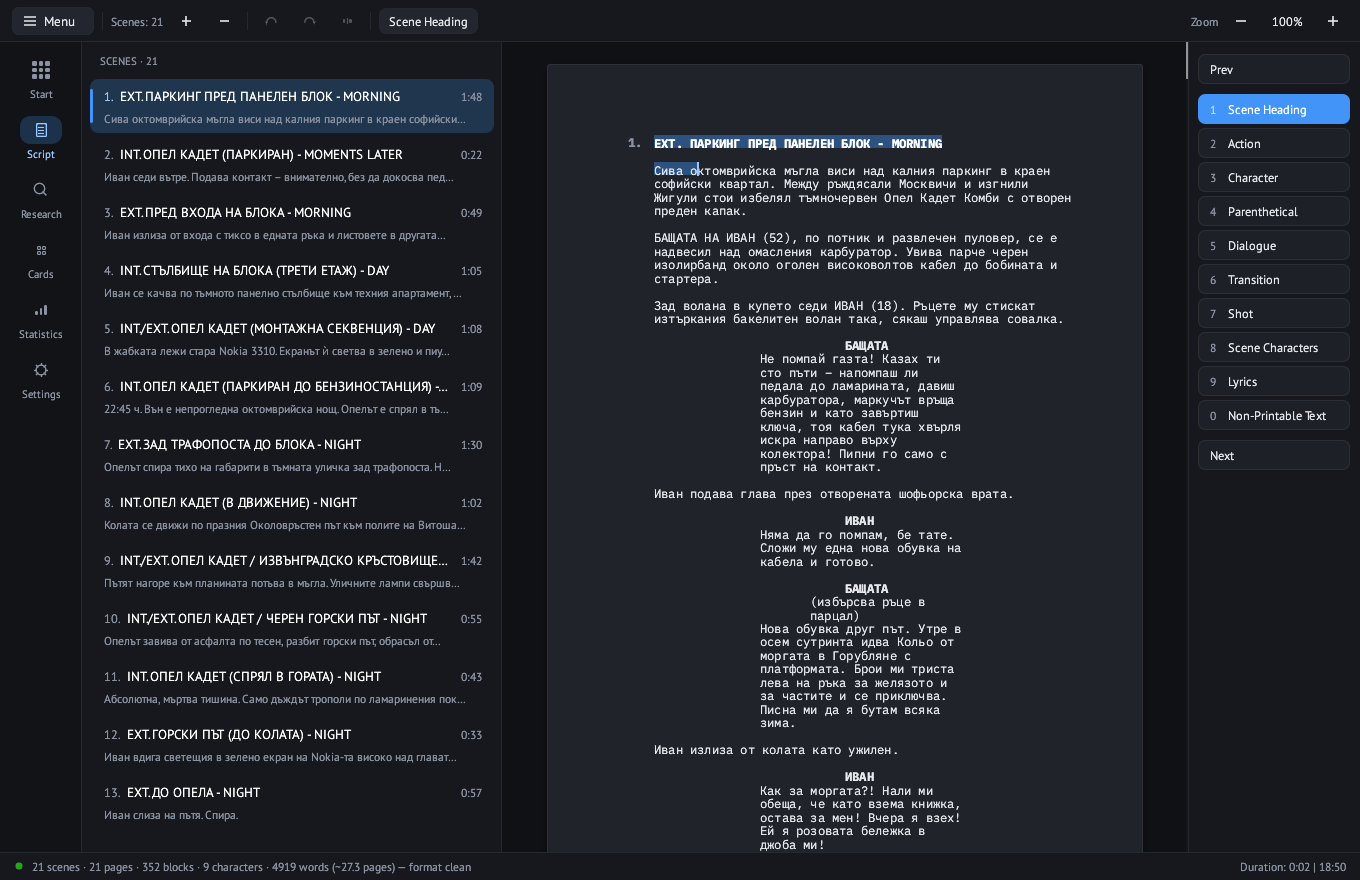 Menu
Scenes: 21
Scene Heading
Zoom
100%
Start
Script
Research
Cards
Statistics
Settings
SCENES · 21
1. EXT.ПАРКИНГ ПРЕД ПАНЕЛЕН БЛОК - MORNING 1:48
Сива октомврийска мъгла виси над калния паркинг в краен софийски...
2. INT.ОПЕЛ КАДЕТ (ПАРКИРАН) - MOMENTS LATER 0:22
Иван седи вътре. Подава контакт – внимателно, без да докосва пед...
3. EXT.ПРЕД ВХОДА НА БЛОКА - MORNING 0:49
Иван излиза от входа с тиксо в едната ръка и листовете в другата...
4. INT.СТЪЛБИЩЕ НА БЛОКА (ТРЕТИ ЕТАЖ) - DAY 1:05
Иван се качва по тъмното панелно стълбище към техния апартамент, ...
5. INT./EXT.ОПЕЛ КАДЕТ (МОНТАЖНА СЕКВЕНЦИЯ) - DAY 1:08
В жабката лежи стара Nokia 3310. Екранът ѝ светва в зелено и пиу...
6. INT./EXT.ОПЕЛ КАДЕТ (ПАРКИРАН ДО БЕНЗИНОСТАНЦИЯ) -... 1:09
22:45 ч. Вън е непрогледна октомврийска нощ. Опелът е спрял в тъ...
7. EXT.ЗАД ТРАФОПОСТА ДО БЛОКА - NIGHT 1:30
Опелът спира тихо на габарити в тъмната уличка зад трафопоста. Н...
8. INT.ОПЕЛ КАДЕТ (В ДВИЖЕНИЕ) - NIGHT 1:02
Колата се движи по празния Околовръстен път към полите на Витоша...
9. INT./EXT.ОПЕЛ КАДЕТ / ИЗВЪНГРАДСКО КРЪСТОВИЩЕ... 1:42
Пътят нагоре към планината потъва в мъгла. Уличните лампи свършв...
10. INT./EXT.ОПЕЛ КАДЕТ / ЧЕРЕН ГОРСКИ ПЪТ - NIGHT 0:55
Опелът завива от асфалта по тесен, разбит горски път, обрасъл от...
11. INT.ОПЕЛ КАДЕТ (СПРЯЛ В ГОРАТА) - NIGHT 0:43
Абсолютна, мъртва тишина. Само дъждът трополи по ламаринения пок...
12. EXT.ГОРСКИ ПЪТ (ДО КОЛАТА) - NIGHT 0:33
Иван вдига светещия в зелено екран на Nokia-та високо над глават...
13. EXT.ДО ОПЕЛА - NIGHT 0:57
Иван слиза на пътя. Спира.
1. EXT. ПАРКИНГ ПРЕД ПАНЕЛЕН БЛОК - MORNING
Сива октомврийска мъгла виси над калния паркинг в краен
софийски квартал. Между ръждясали Москвичи и изгнили
Жигули стои избелял тъмночервен Опел Кадет Комби с отворен
преден капак.
БАЩАТА НА ИВАН (52), по потник и развлечен пуловер, се е
надвесил над омасления карбуратор. Увива парче черен
изолирбанд около оголен високоволтов кабел до бобината и
стартера.
Зад волана в купето седи ИВАН (18). Ръцете му стискат
изтъркания бакелитен волан така, сякаш управлява совалка.
БАЩАТА
Не помпай газта! Казах ти
сто пъти – напомпаш ли
педала до ламарината, давиш
карбуратора, маркучът връща
бензин и като завъртиш
ключа, тоя кабел тука хвърля
искра направо върху
колектора! Пипни го само с
пръст на контакт.
Иван подава глава през отворената шофьорска врата.
ИВАН
Няма да го помпам, бе тате.
Сложи му една нова обувка на
кабела и готово.
БАЩАТА
(избърсва ръце в
парцал)
Нова обувка друг път. Утре в
осем сутринта идва Кольо от
моргата в Горубляне с
платформата. Брои ми триста
лева на ръка за желязото и
за частите и се приключва.
Писна ми да я бутам всяка
зима.
Иван излиза от колата като ужилен.
ИВАН
Как за моргата?! Нали ми
обеща, че като взема книжка,
остава за мен! Вчера я взех!
Ей я розовата бележка в
джоба ми!
Prev
1 Scene Heading
2 Action
3 Character
4 Parenthetical
5 Dialogue
6 Transition
7 Shot
8 Scene Characters
9 Lyrics
0 Non-Printable Text
Next
21 scenes · 21 pages · 352 blocks · 9 characters · 4919 words (~27.3 pages) — format clean
Duration: 0:02 | 18:50